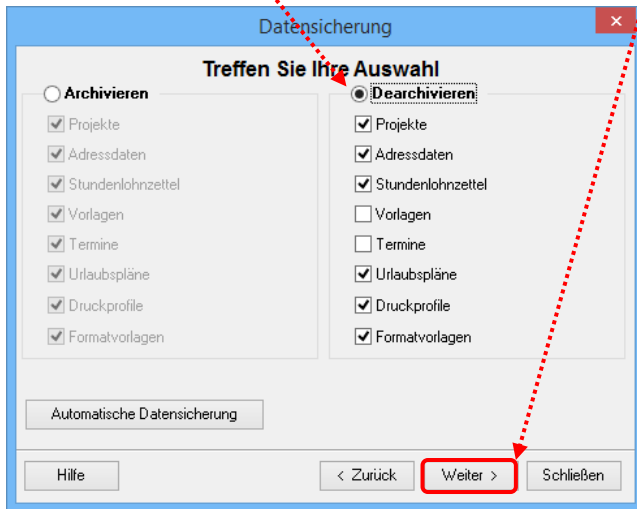 Datensicherung
Treffen Sie Ihre Auswahl
Archivieren
Projekte
Adressdaten
Stundenlohnzettel
Vorlagen
Termine
Urlaubspläne
Druckprofile
Formatvorlagen
Dearchivieren
Projekte
Adressdaten
Stundenlohnzettel
Vorlagen
Termine
Urlaubspläne
Druckprofile
Formatvorlagen
Automatische Datensicherung
Hilfe
< Zurück
Weiter >
Schließen